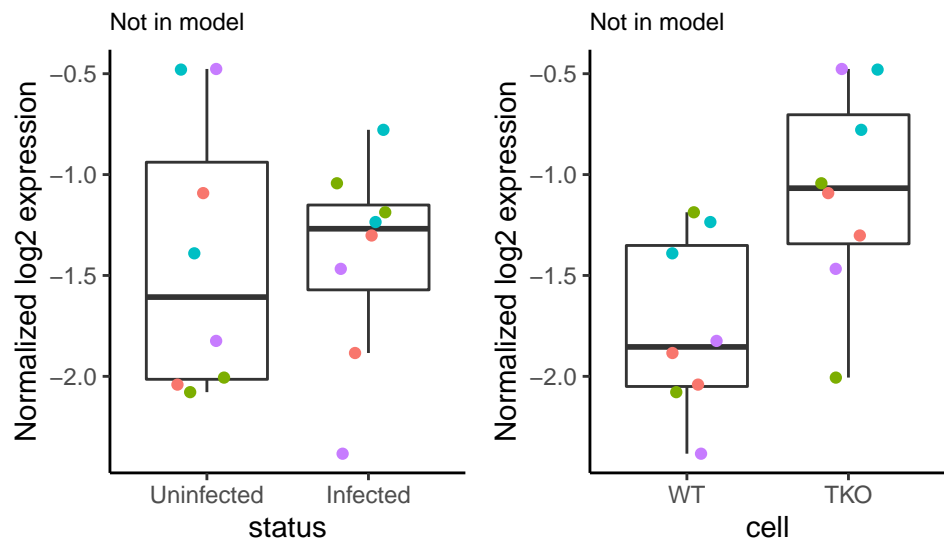 Not in model
Normalized log2 expression
−0.5
−1.0
−1.5
−2.0
Uninfected
Infected
status
Not in model
Normalized log2 expression
−0.5
−1.0
−1.5
−2.0
WT
TKO
cell